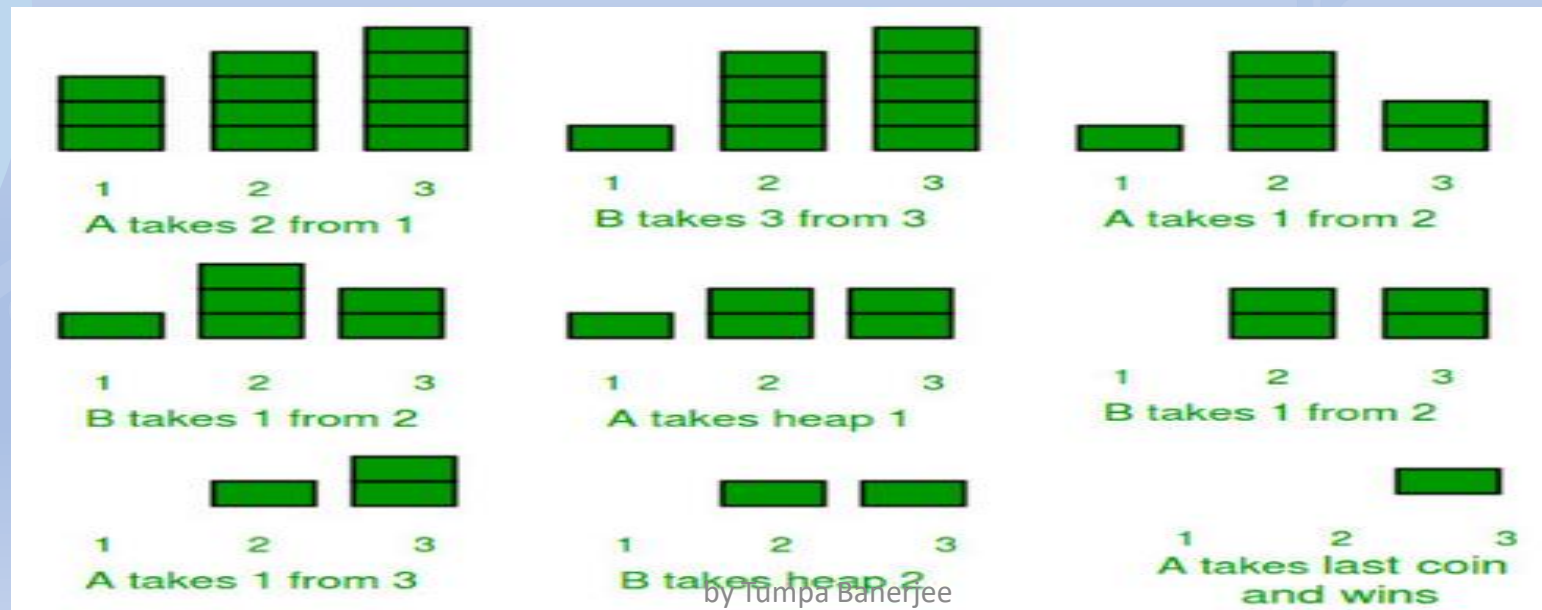 1 2 3
A takes 2 from 1
1 2 3
B takes 3 from 3
1 2 3
A takes 1 from 2
1 2 3
B takes 1 from 2
1 2 3
A takes heap 1
1 2 3
B takes 1 from 2
1 2 3
A takes 1 from 3
1 2 3
B takes heap 2
1 2 3
A takes last coin
and wins
by Tumpa Banerjee